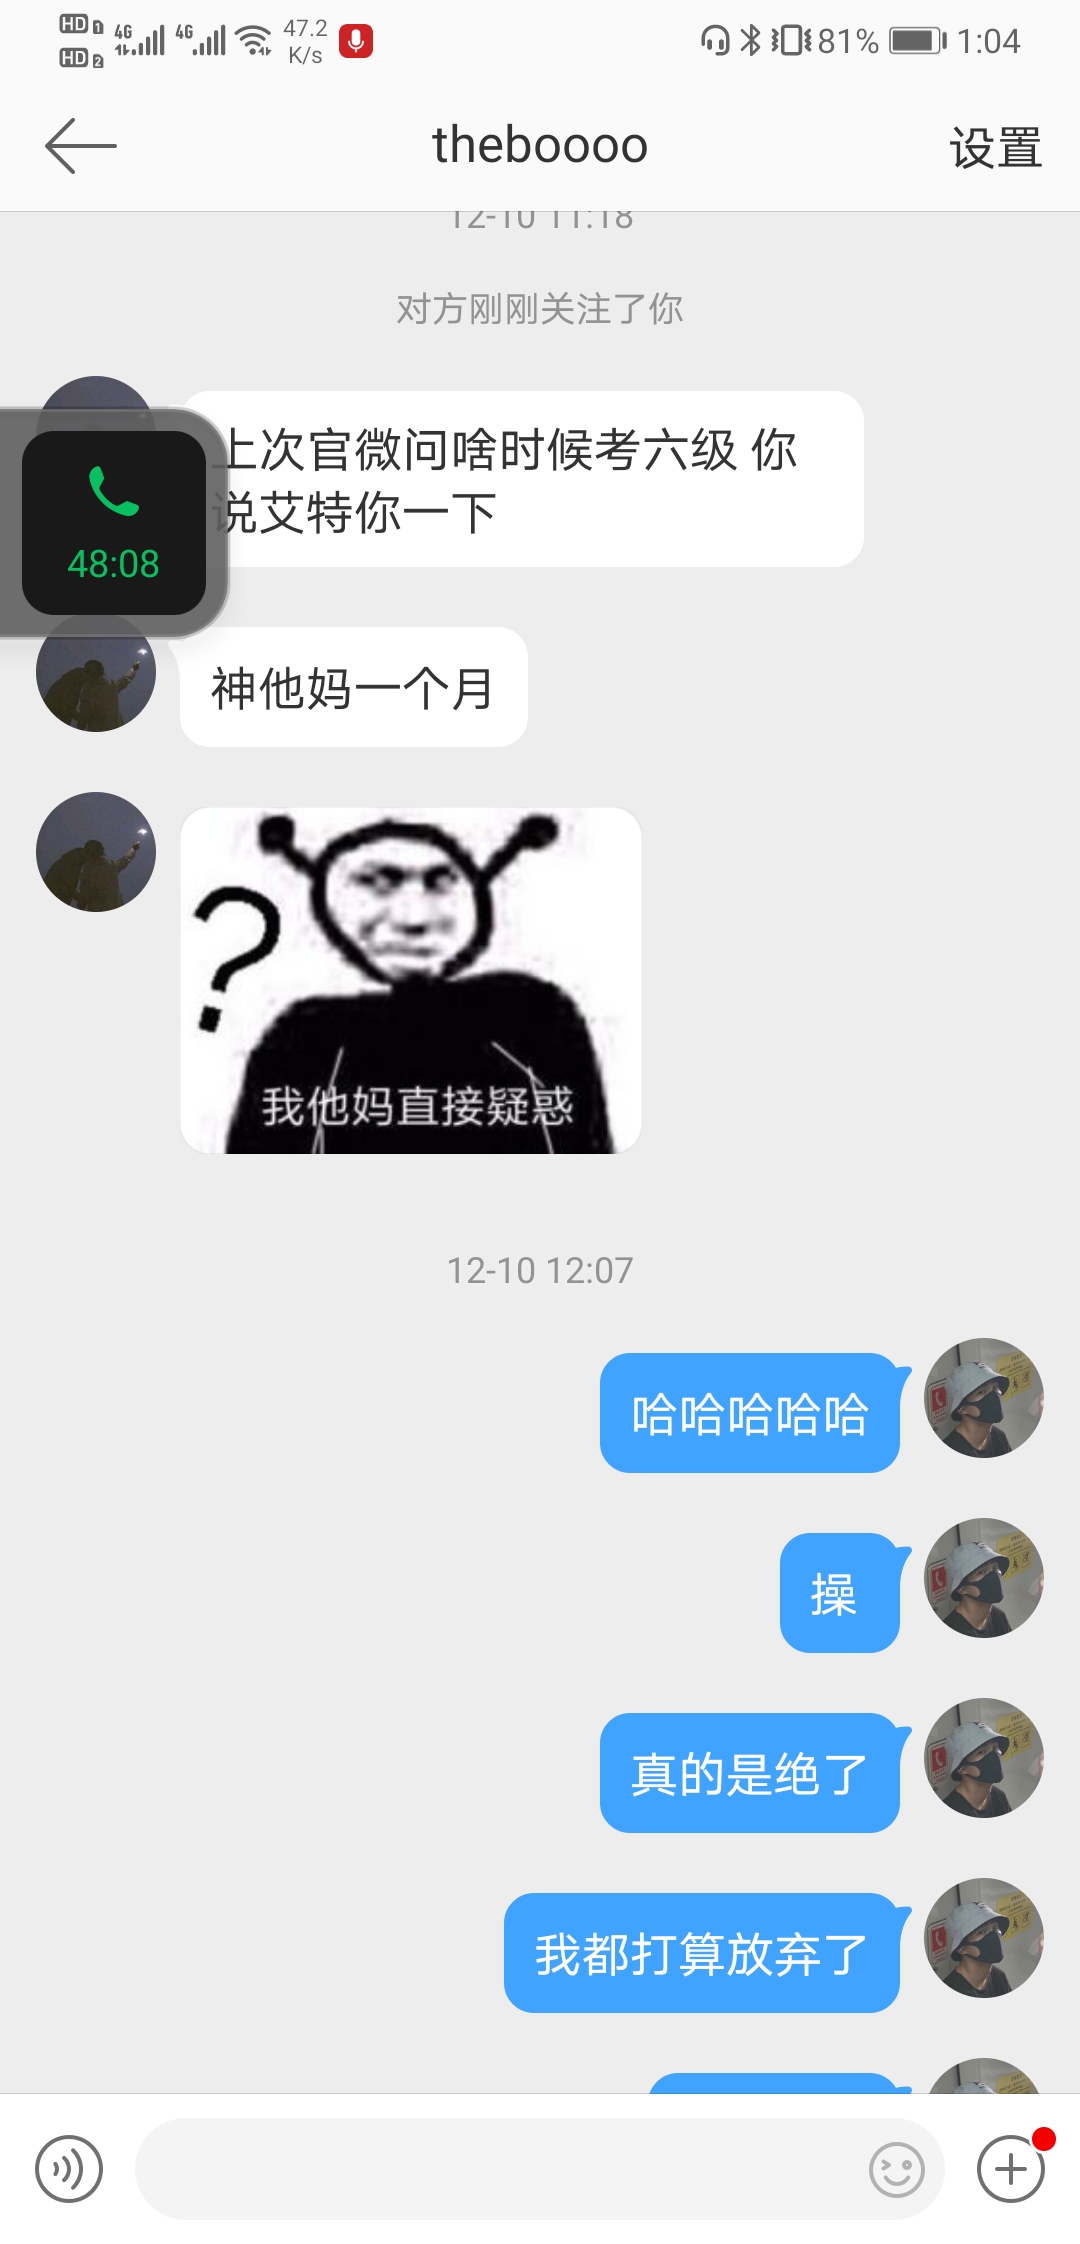 HD 1 4G 4G 47.2 81% 1:04
HD 2 K/s
theboooo 设置
12-10 11:18
对方刚刚关注了你
上次官微问啥时候考六级 你
说艾特你一下
48:08
神他妈一个月
?
我他妈直接疑惑
12-10 12:07
哈哈哈哈哈
操
真的是绝了
我都打算放弃了